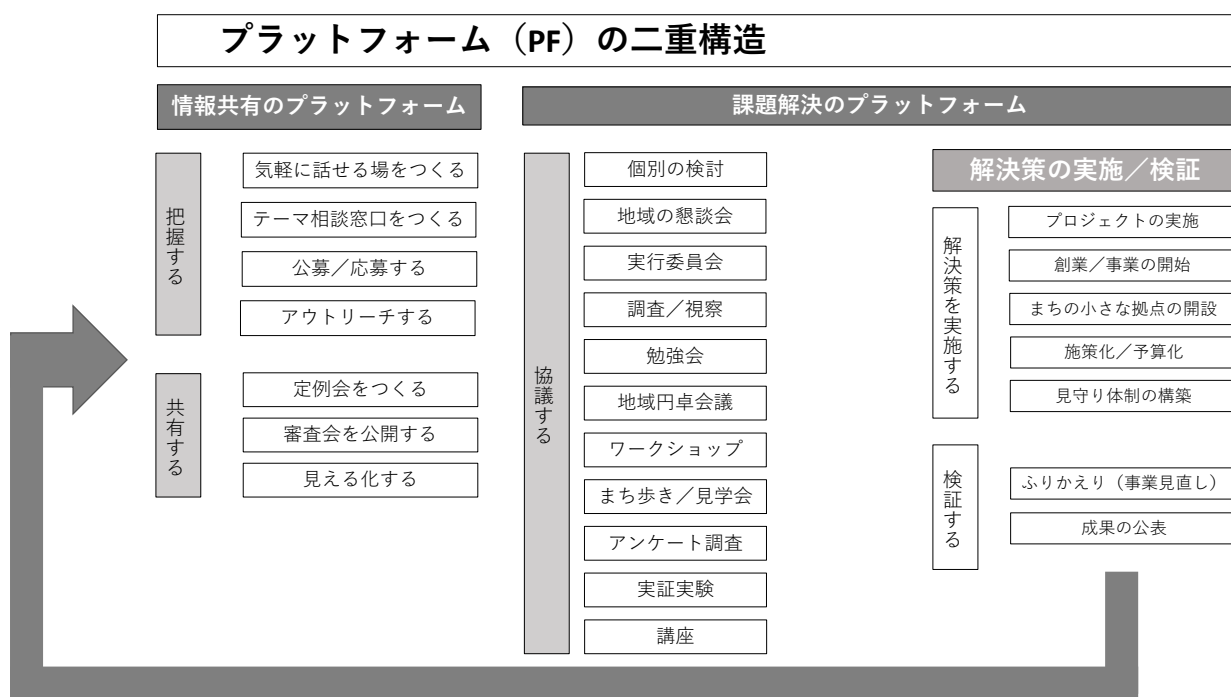 プラットフォーム（PF）の二重構造
情報共有のプラットフォーム
把握する
気軽に話せる場をつくる
テーマ相談窓口をつくる
公募／応募する
アウトリーチする
共有する
定例会をつくる
審査会を公開する
見える化する
課題解決のプラットフォーム
協議する
個別の検討
地域の懇談会
実行委員会
調査／視察
勉強会
地域円卓会議
ワークショップ
まち歩き／見学会
アンケート調査
実証実験
講座
解決策の実施／検証
解決策を実施する
プロジェクトの実施
創業／事業の開始
まちの小さな拠点の開設
施策化／予算化
見守り体制の構築
検証する
ふりかえり（事業見直し）
成果の公表